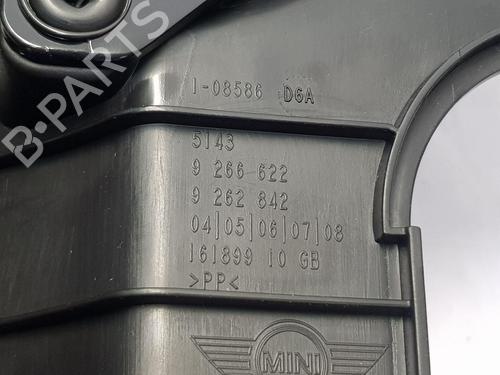 B-PARTS
1-08586 D6A
5143
9 266 622
9 262 842
04|05|06|07|08
161899 10 GB
>PP<
MINI